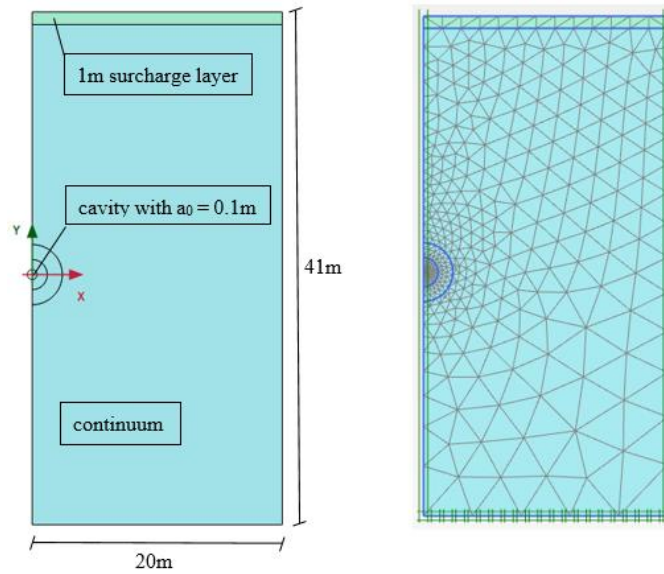 1m surcharge layer
cavity with a₀ = 0.1m
Y
X
41m
continuum
20m